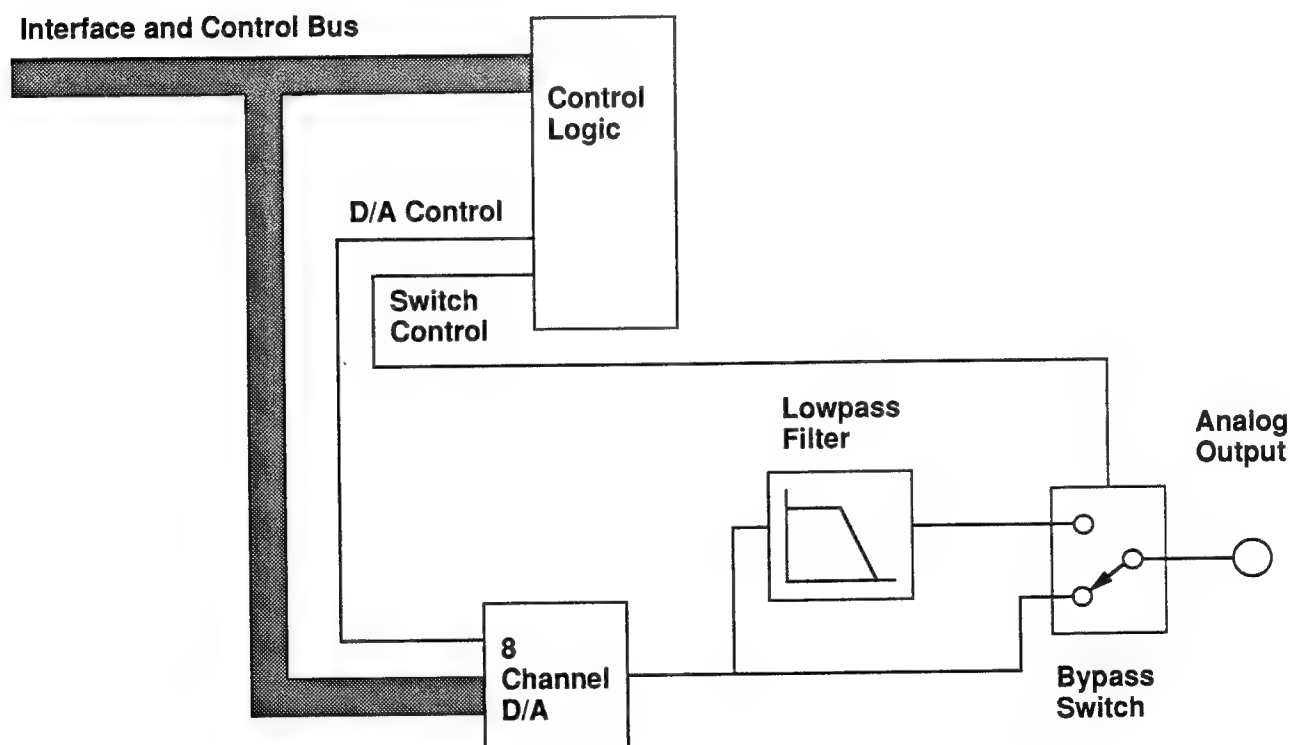 Interface and Control Bus
Control
Logic
D/A Control
Switch
Control
Lowpass
Filter
Analog
Output
8
Channel
D/A
Bypass
Switch